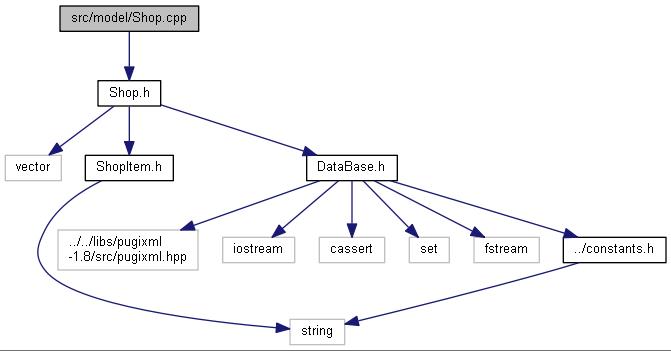 src/model/Shop.cpp
Shop.h
vector
ShopItem.h
DataBase.h
../../libs/pugixml
-1.8/src/pugixml.hpp
iostream
cassert
set
fstream
.../constants.h
string